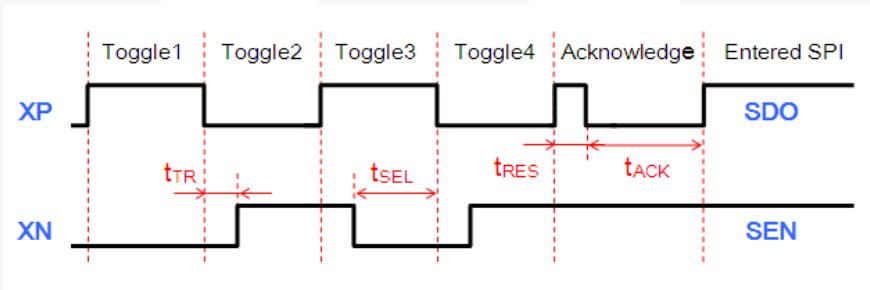 Toggle1 Toggle2 Toggle3 Toggle4 Acknowledge Entered SPI
XP SDO
tTR tSEL tRES tACK
XN SEN